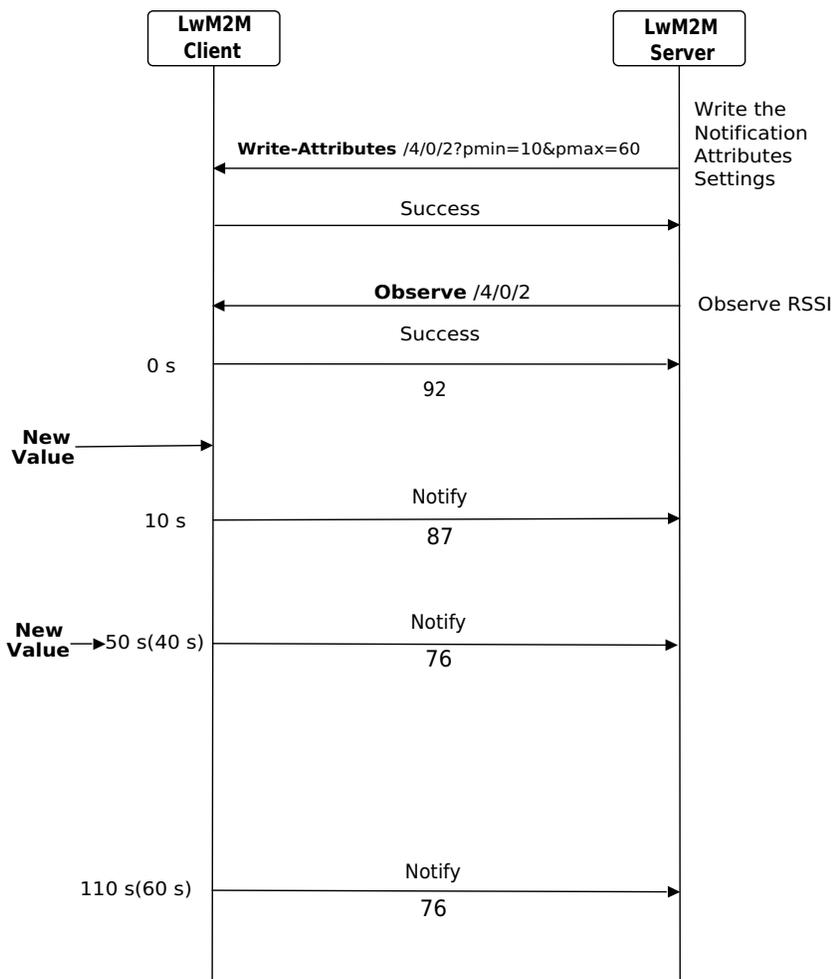 LwM2M
Client
LwM2M
Server
Write the
Notification
Attributes
Settings
Write-Attributes /4/0/2?pmin=10&pmax=60
Success
Observe /4/0/2
Observe RSSI
Success
0 s
92
New
Value
Notify
10 s
87
New
Value
50 s(40 s)
Notify
76
Notify
110 s(60 s)
76